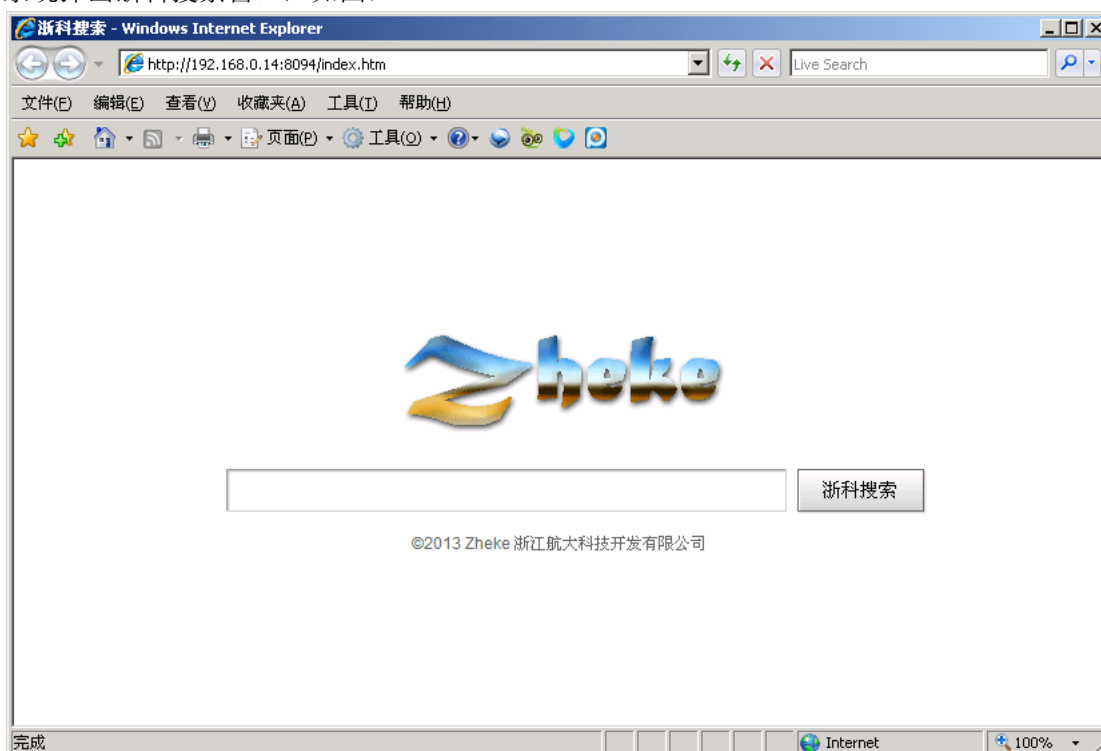 浙科搜索 - Windows Internet Explorer
http://192.168.0.14:8094/index.htm
Live Search
文件(F) 编辑(E) 查看(V) 收藏夹(A) 工具(T) 帮助(H)
页面(P) 工具(O)
Zheke
浙科搜索
©2013 Zheke 浙江航大科技开发有限公司
完成 Internet 100%